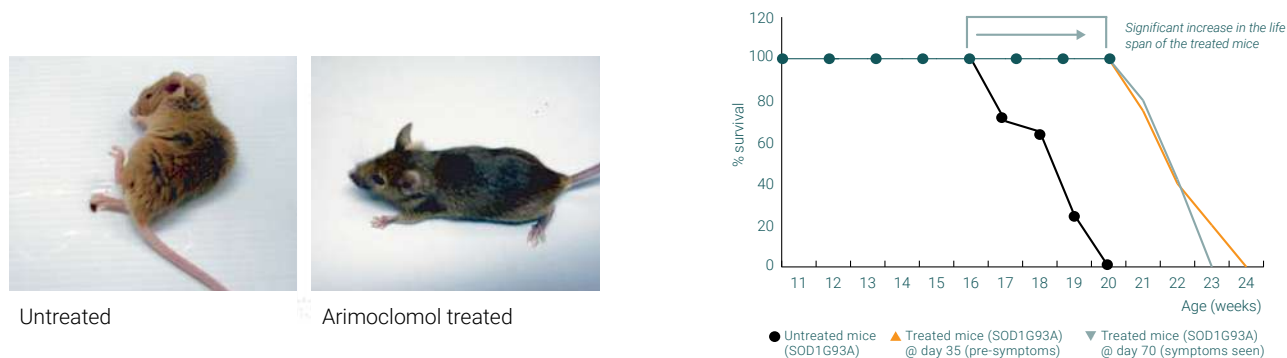 Untreated
Arimoclomol treated
120
100
80
60
40
20
0
% survival
Significant increase in the life
span of the treated mice
11 12 13 14 15 16 17 18 19 20 21 22 23 24
Age (weeks)
Untreated mice
(SOD1G93A)
Treated mice (SOD1G93A)
@ day 35 (pre-symptoms)
Treated mice (SOD1G93A)
@ day 70 (symptoms seen)